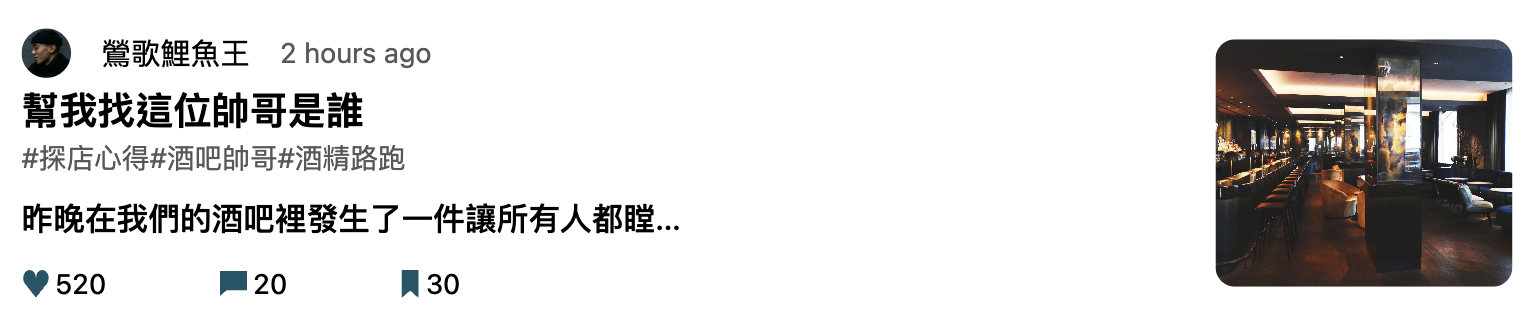 鶯歌鯉魚王 2 hours ago
幫我找這位帥哥是誰
#探店心得#酒吧帥哥#酒精路跑
昨晚在我們的酒吧裡發生了一件讓所有人都瞠...
520 20 30